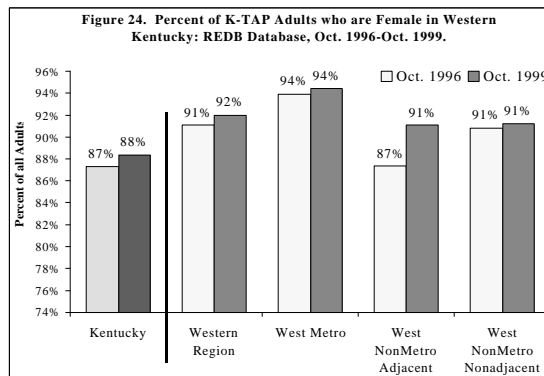 Figure 24. Percent of K-TAP Adults who are Female in Western
Kentucky: REDB Database, Oct. 1996-Oct. 1999.
Percent of all Adults
96%
94%
92%
90%
88%
86%
84%
82%
80%
78%
76%
74%
Oct. 1996
Oct. 1999
87%
88%
91%
92%
94%
94%
87%
91%
91%
91%
Kentucky
Western
Region
West Metro
West
NonMetro
Adjacent
West
NonMetro
Nonadjacent